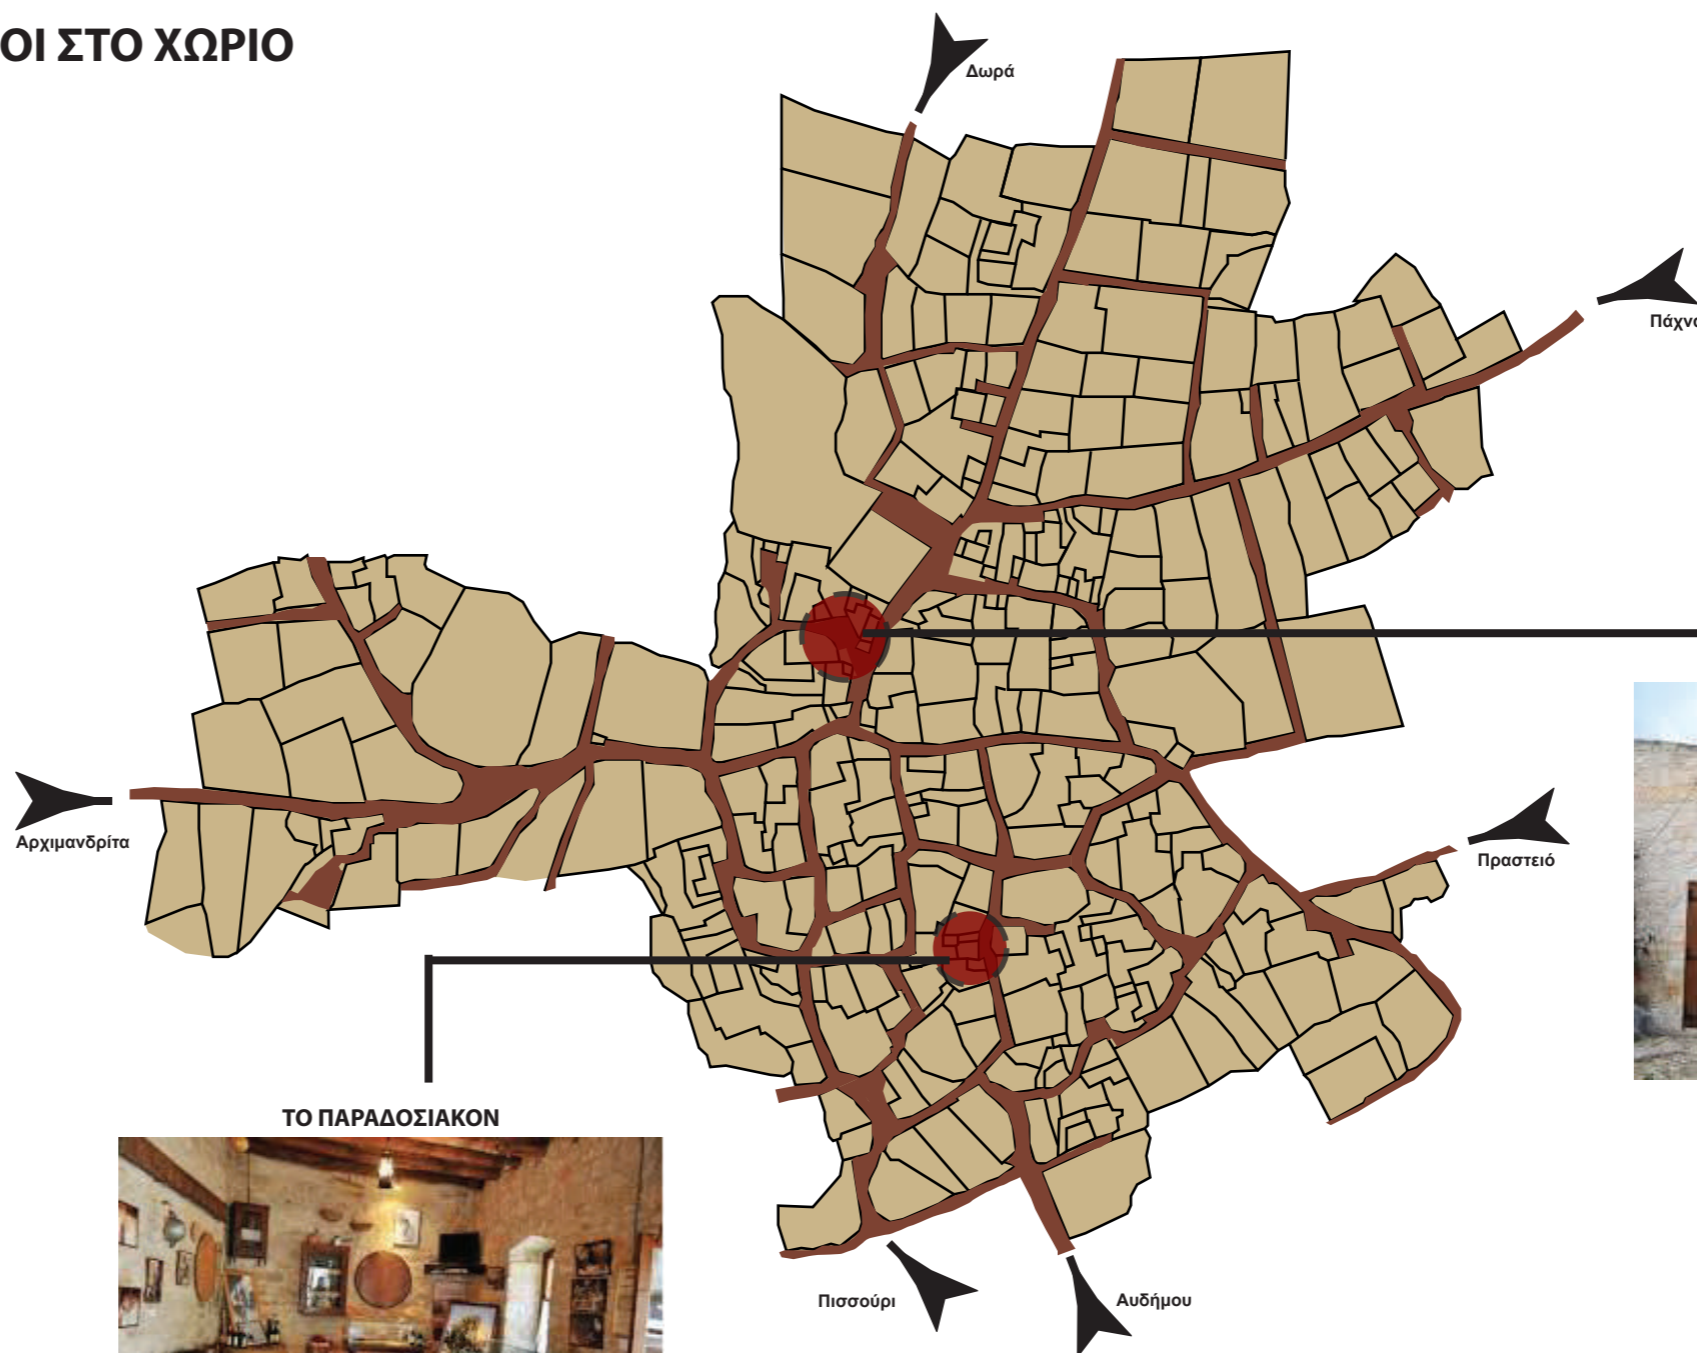 ΟΙ ΣΤΟ ΧΩΡΙΟ
Δωρά
Πάχνα
Αρχιμανδρίτα
Πραστειό
ΤΟ ΠΑΡΑΔΟΣΙΑΚΟΝ
Πισσούρι
Αυδήμου